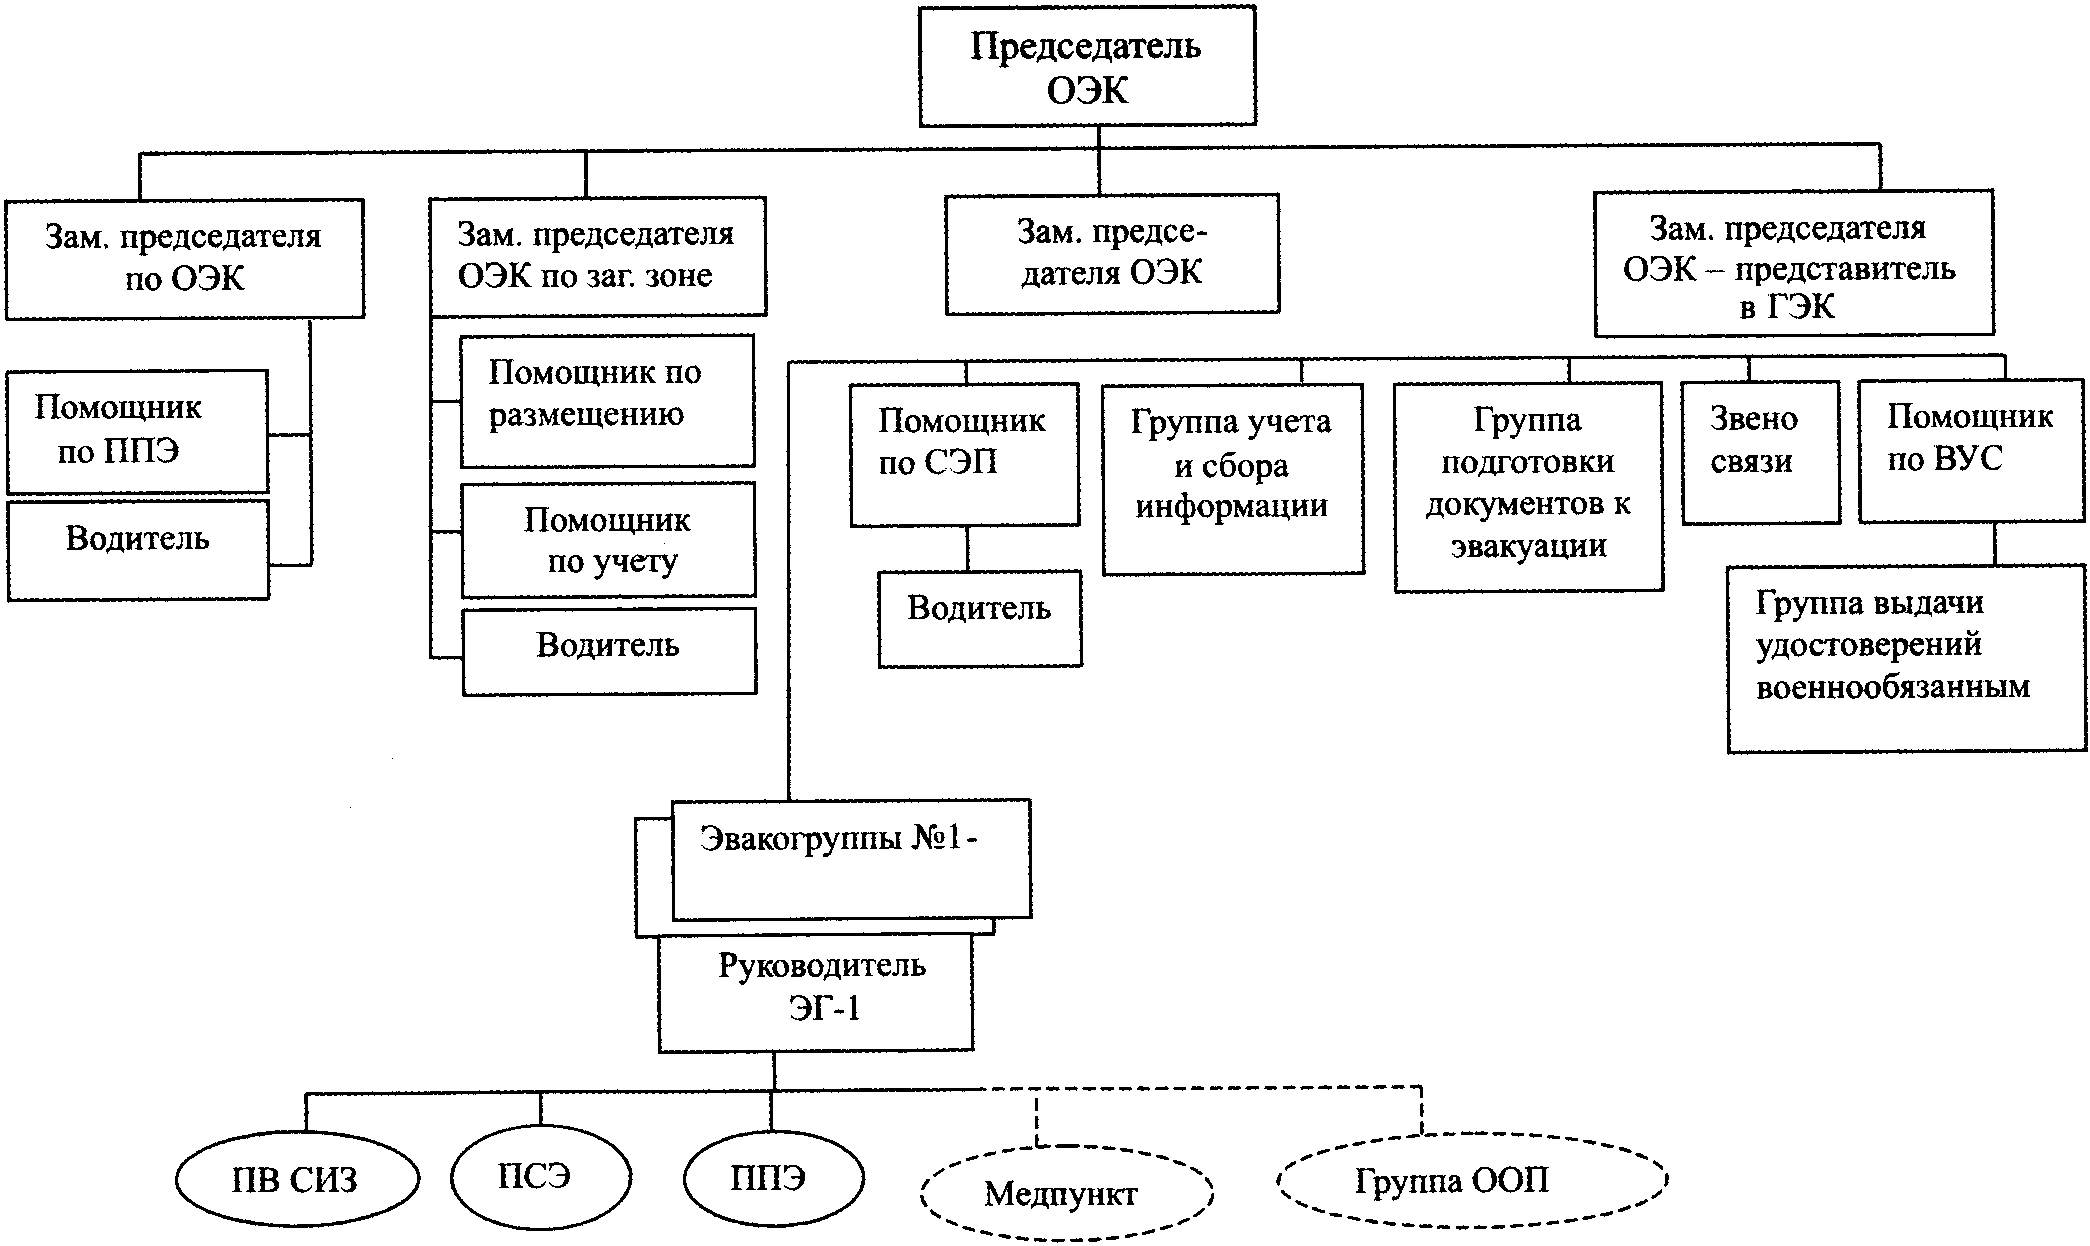 Председатель
ОЭК
Зам. председателя
по ОЭК
Зам. председателя
ОЭК по заг. зоне
Зам. предсе-
дателя ОЭК
Зам. председателя
ОЭК – представитель
в ГЭК
Помощник
по ППЭ
Водитель
Помощник по
размещению
Помощник
по учету
Водитель
Помощник
по СЭП
Водитель
Группа учета
и сбора
информации
Группа
подготовки
документов к
эвакуации
Звено
связи
Помощник
по ВУС
Группа выдачи
удостоверений
военнообязанным
Эвакогруппы №1-
Руководитель
ЭГ-1
ПВ СИЗ
ПСЭ
ППЭ
Медпункт
Группа ООП